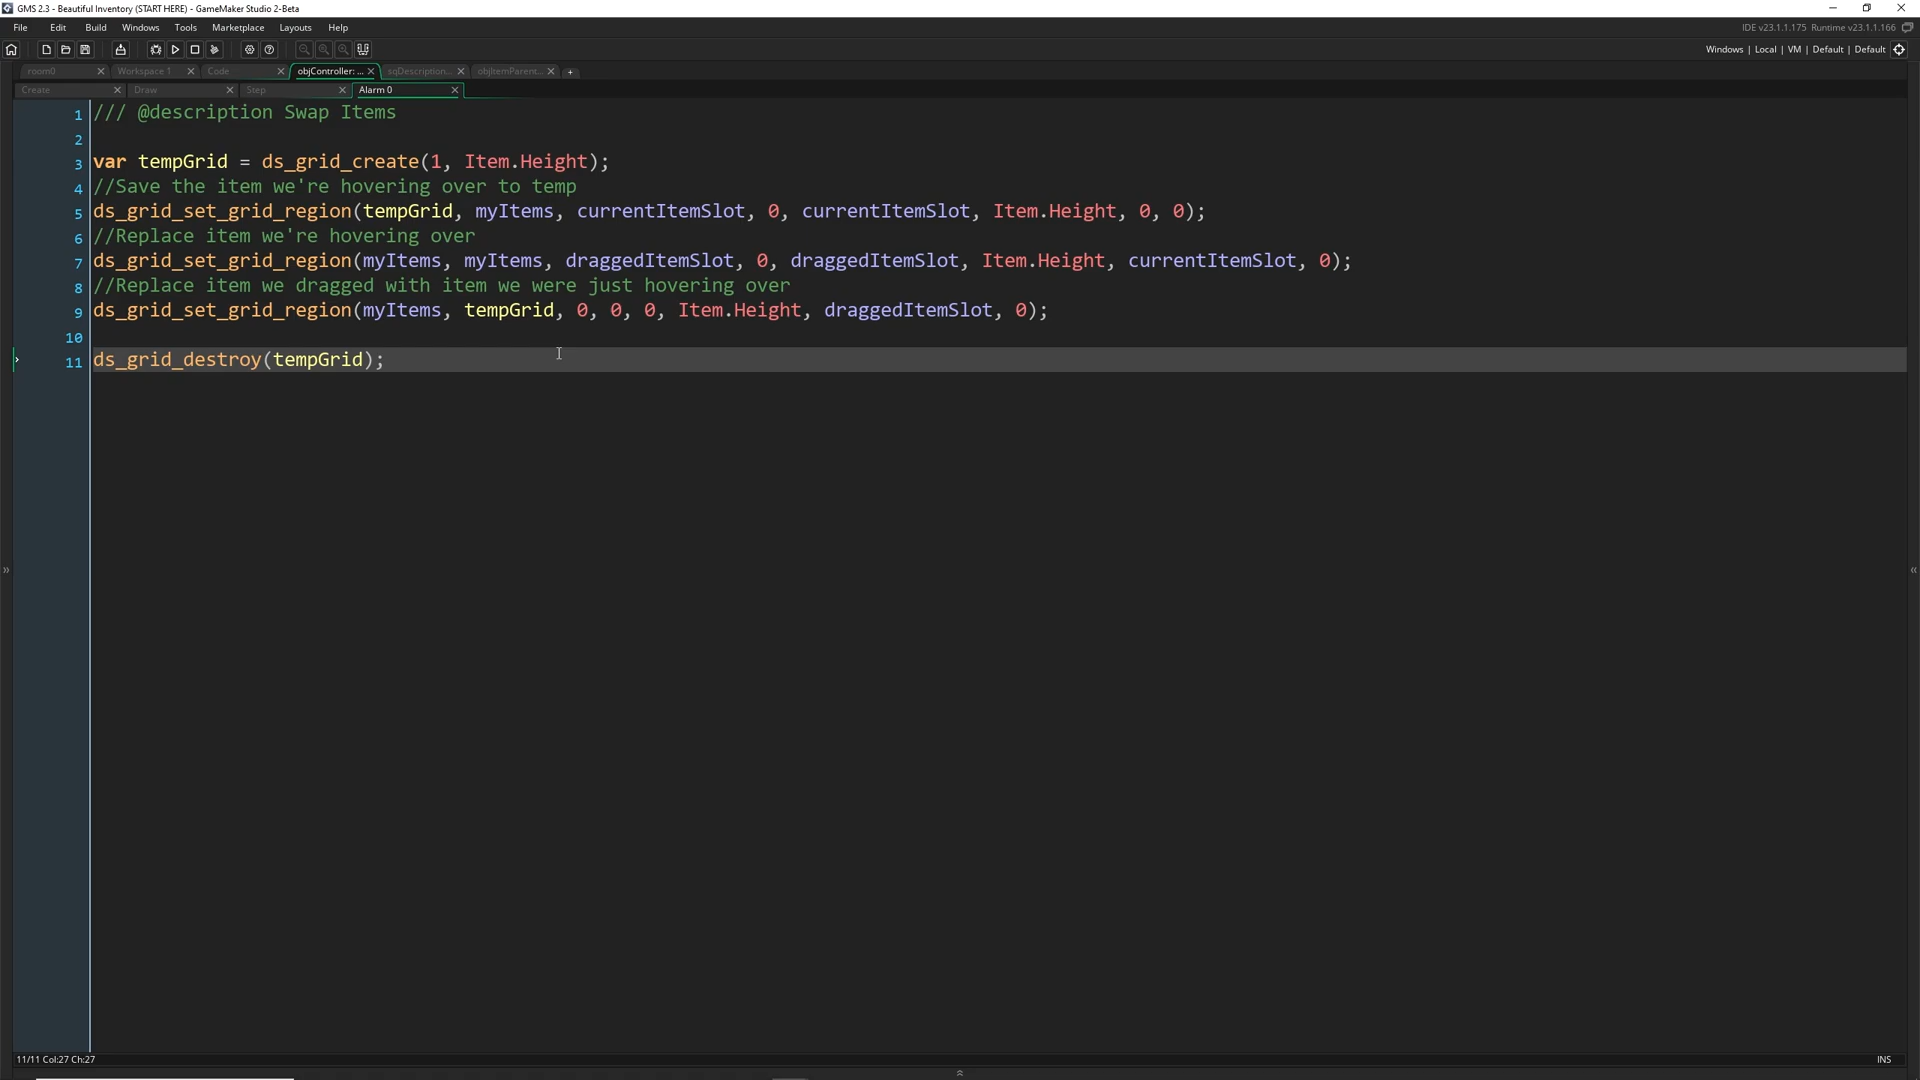 GMS 2.3 - Beautiful Inventory (START HERE) - GameMaker Studio 2-Beta
File Edit Build Windows Tools Marketplace Layouts Help
IDE v23.1.1.175 Runtime v23.1.1.166
Windows | Local | VM | Default | Default
room0 Workspace 1 Code objController: ... sqDescription... objItemParent... +
Create Draw Step Alarm 0
1 /// @description Swap Items
2
3 var tempGrid = ds_grid_create(1, Item.Height);
4 //Save the item we're hovering over to temp
5 ds_grid_set_grid_region(tempGrid, myItems, currentItemSlot, 0, currentItemSlot, Item.Height, 0, 0);
6 //Replace item we're hovering over
7 ds_grid_set_grid_region(myItems, myItems, draggedItemSlot, 0, draggedItemSlot, Item.Height, currentItemSlot, 0);
8 //Replace item we dragged with item we were just hovering over
9 ds_grid_set_grid_region(myItems, tempGrid, 0, 0, 0, Item.Height, draggedItemSlot, 0);
10
11 ds_grid_destroy(tempGrid);
11/11 Col:27 Ch:27
INS